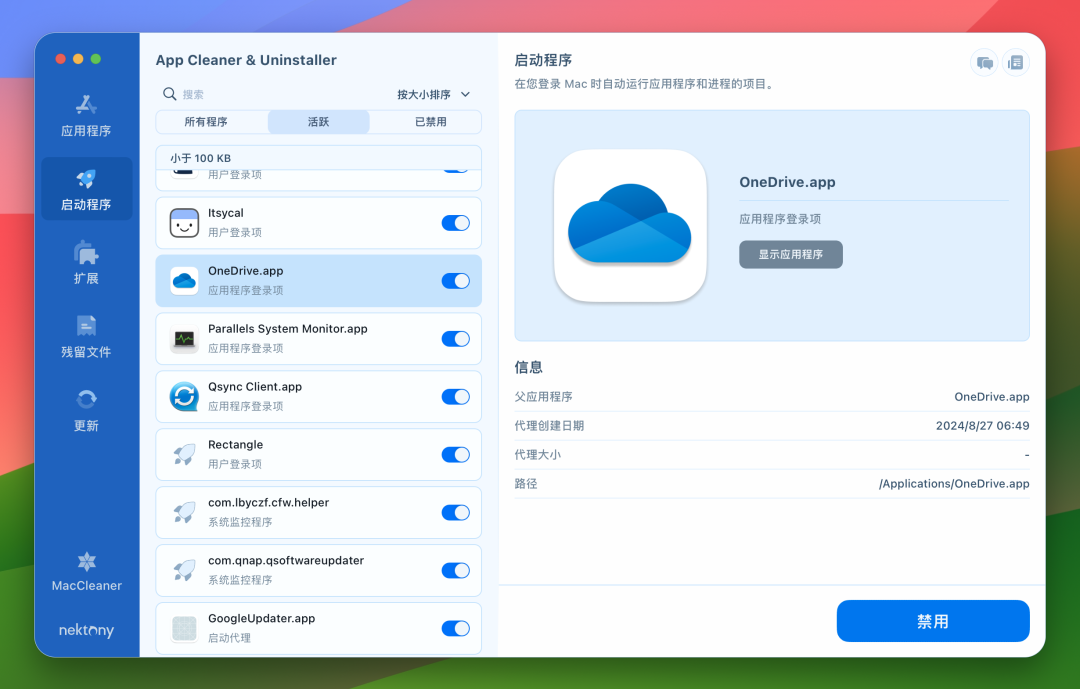 应用程序
启动程序
扩展
残留文件
更新
MacCleaner
nektony
App Cleaner & Uninstaller
搜索
按大小排序
所有程序
活跃
已禁用
小于 100 KB
用户登录项
Itsycal
用户登录项
OneDrive.app
应用程序登录项
Parallels System Monitor.app
应用程序登录项
Qsync Client.app
应用程序登录项
Rectangle
用户登录项
com.lbyczf.cfw.helper
系统监控程序
com.qnap.qsoftwareupdater
系统监控程序
GoogleUpdater.app
启动代理
启动程序
在您登录 Mac 时自动运行应用程序和进程的项目。
OneDrive.app
应用程序登录项
显示应用程序
信息
父应用程序 OneDrive.app
代理创建日期 2024/8/27 06:49
代理大小 -
路径 /Applications/OneDrive.app
禁用